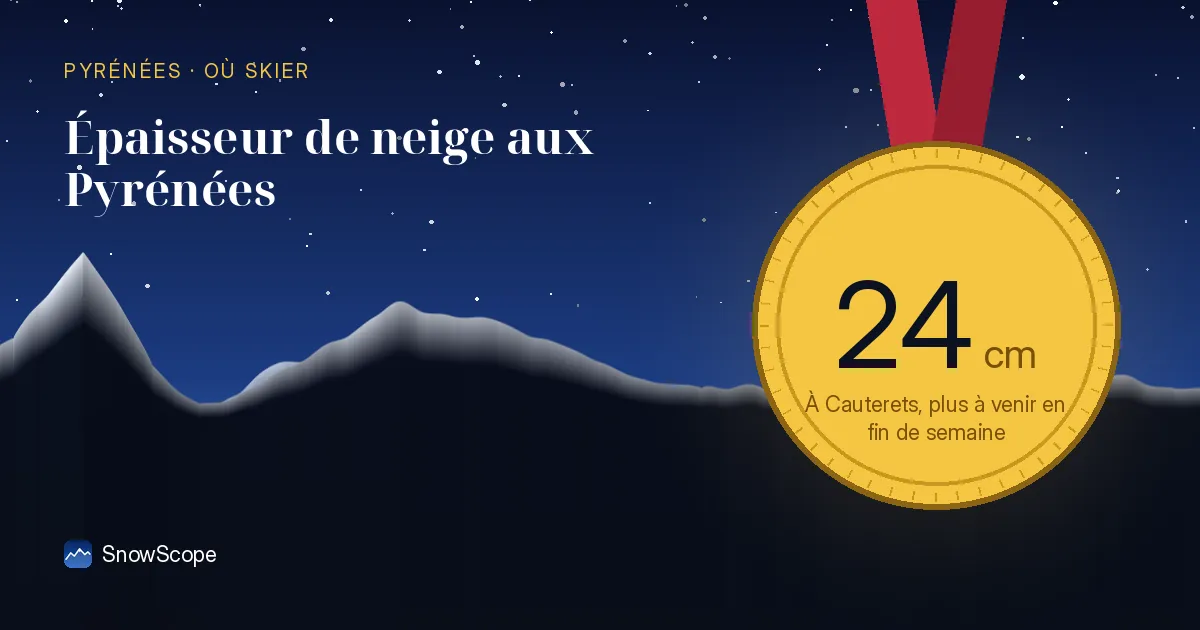 PYRÉNÉES · OÙ SKIER
Épaisseur de neige aux
Pyrénées
24 cm
À Cauterets, plus à venir en
fin de semaine
SnowScope